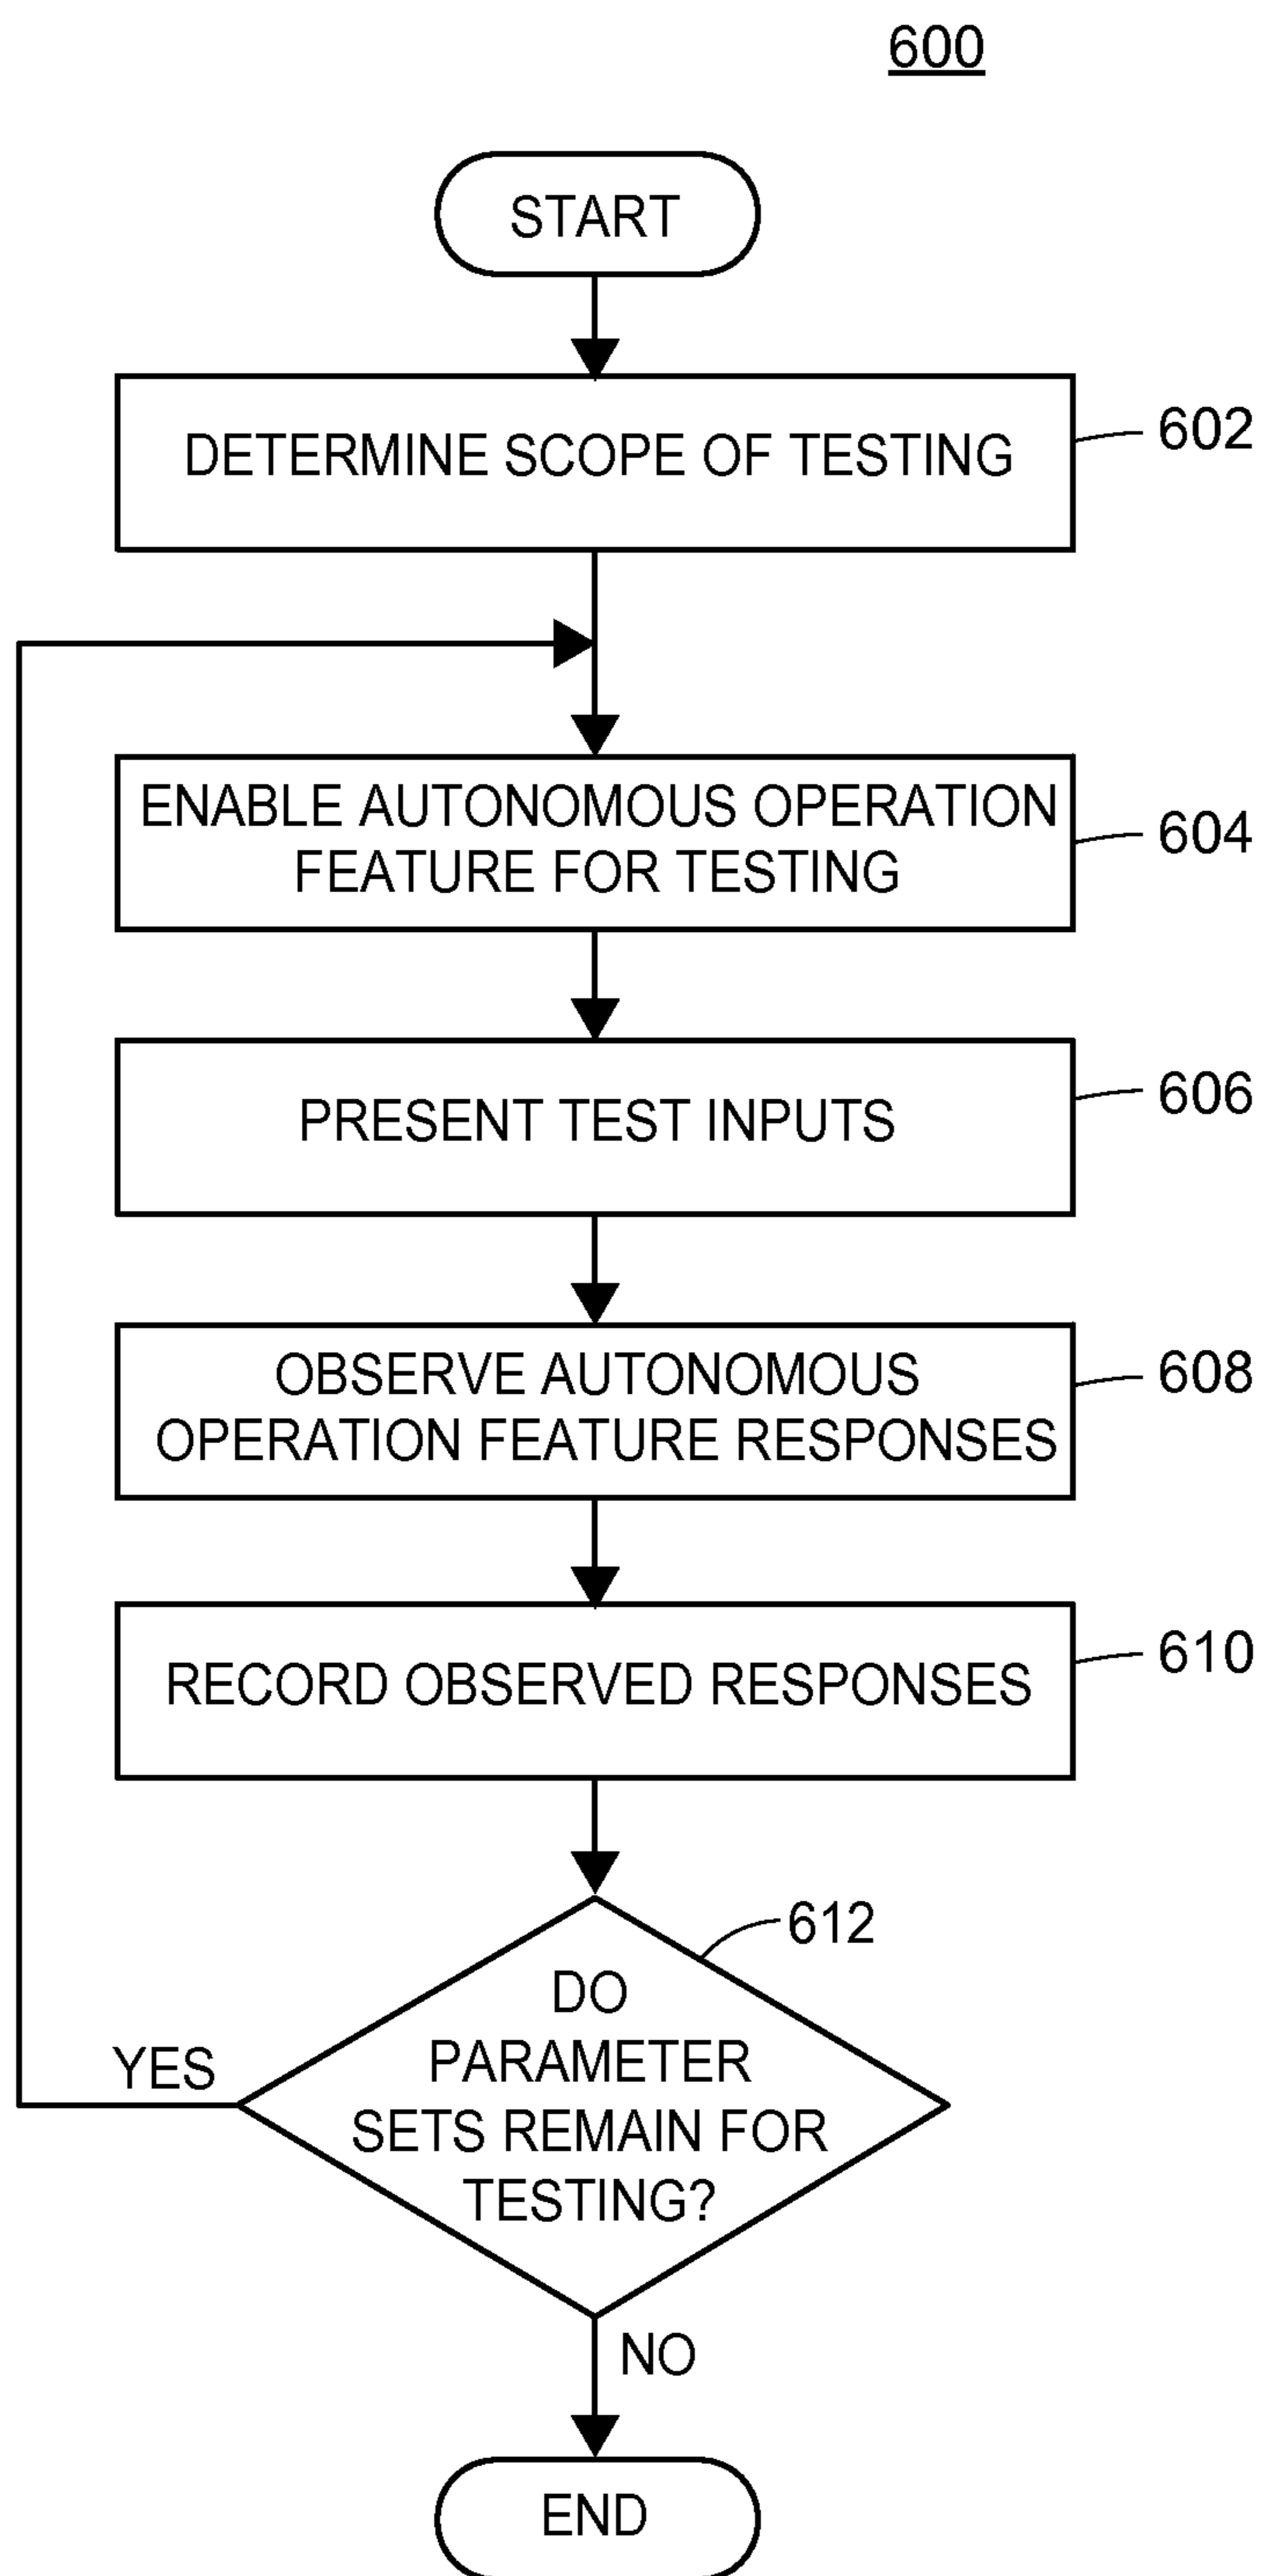 600
START
DETERMINE SCOPE OF TESTING
602
ENABLE AUTONOMOUS OPERATION
FEATURE FOR TESTING
604
PRESENT TEST INPUTS
606
OBSERVE AUTONOMOUS
OPERATION FEATURE RESPONSES
608
RECORD OBSERVED RESPONSES
610
612
DO
PARAMETER
SETS REMAIN FOR
TESTING?
YES
NO
END